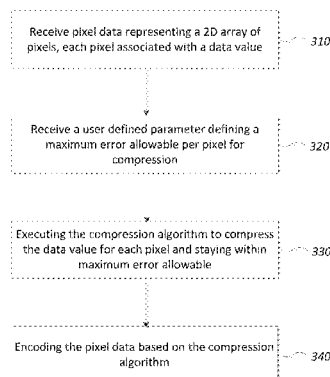 Receive pixel data representing a 2D array of
pixels, each pixel associated with a data value
310
Receive a user defined parameter defining a
maximum error allowable per pixel for
compression
320
Executing the compression algorithm to compress
the data value for each pixel and staying within
maximum error allowable
330
Encoding the pixel data based on the compression
algorithm
340